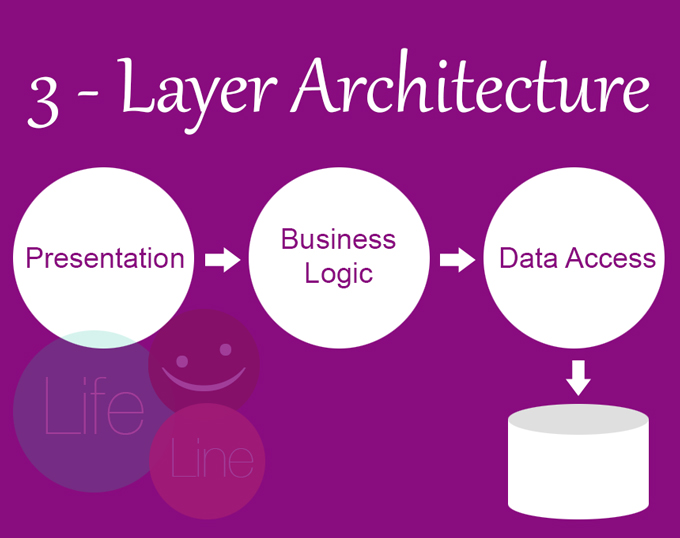 3 - Layer Architecture
Presentation
Business
Logic
Data Access
Life
Line